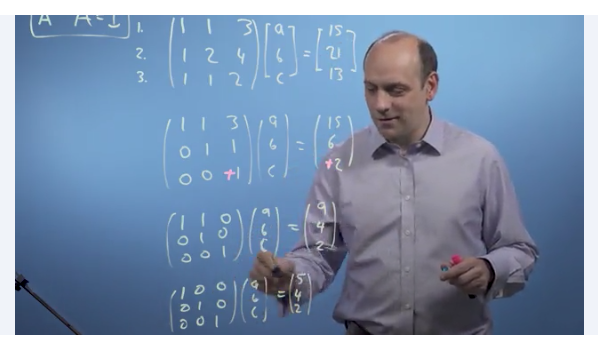 A A = I
1. (1 1 3) [a] = [15]
2. (1 2 4) [b] = [21]
3. (1 1 2) [c] = [13]
(1 1 3) (a) = (15)
(0 1 1) (b) = (6)
(0 0 +1) (c) = (+2)
(1 1 0) (a) = (9)
(0 1 0) (b) = (4)
(0 0 1) (c) = (2)
(1 0 0) (a) = (5)
(0 1 0) (b) = (4)
(0 0 1) (c) = (2)